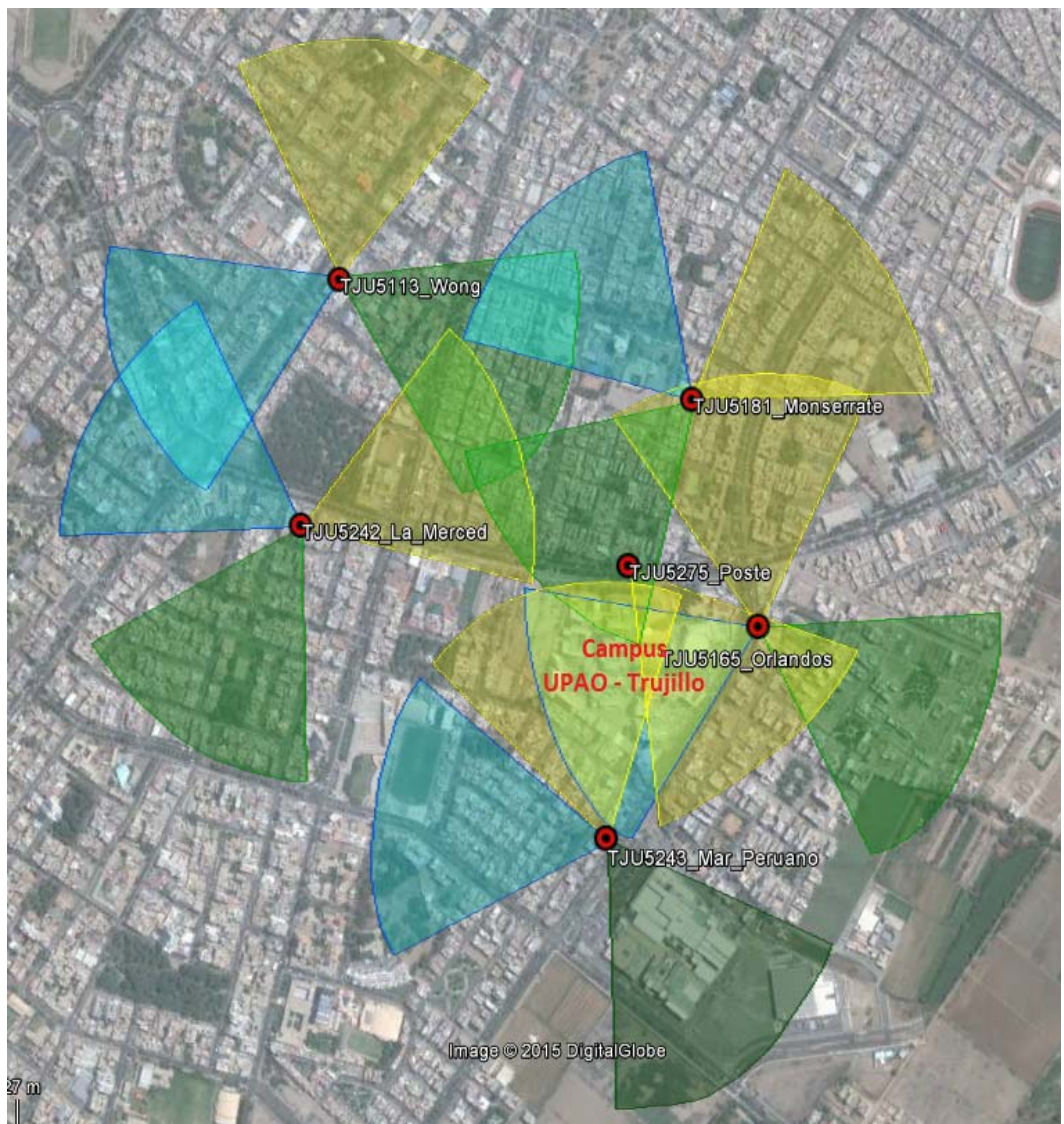 TJU5113_Wong
TJU5181_Monserrate
TJU5242_La_Merced
TJU5275_Poste
Campus
TJU5165_Orlandos
UPAO - Trujillo
TJU5243_Mar_Peruano
Image © 2015 DigitalGlobe
27 m